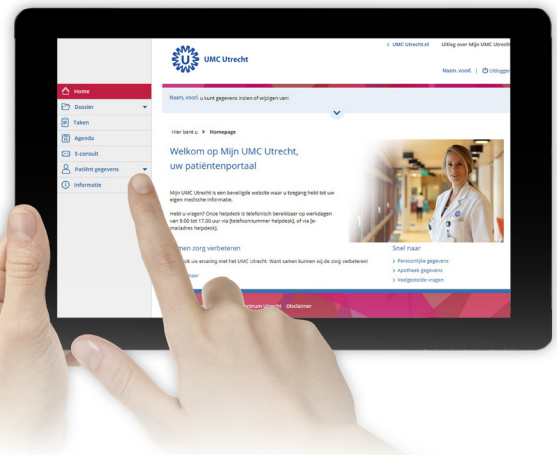 UMC Utrecht
< UMC Utrecht.nl Uitleg over Mijn UMC Utrecht
Naam, voorl. | Uitloggen
Home
Dossier
Taken
Agenda
E-consult
Patiënt gegevens
Informatie
Naam, voorl. u kunt gegevens inzien of wijzigen van:
Hier bent u Homepage
Welkom op Mijn UMC Utrecht,
uw patiëntenportaal
Mijn UMC Utrecht is een beveiligde website waar u toegang hebt tot uw
eigen medische informatie.
Hebt u vragen? Onze helpdesk is telefonisch bereikbaar op werkdagen
van 9.00 tot 17.00 uur via [telefoonnummer helpdesk], of via [e-
mailadres helpdesk].
men zorg verbeteren
ook uw ervaring met het UMC Utrecht. Want samen kunnen wij de zorg verbeteren!
meer
Snel naar
> Persoonlijke gegevens
> Apotheek gegevens
> Veelgestelde vragen
entrum Utrecht Disclaimer